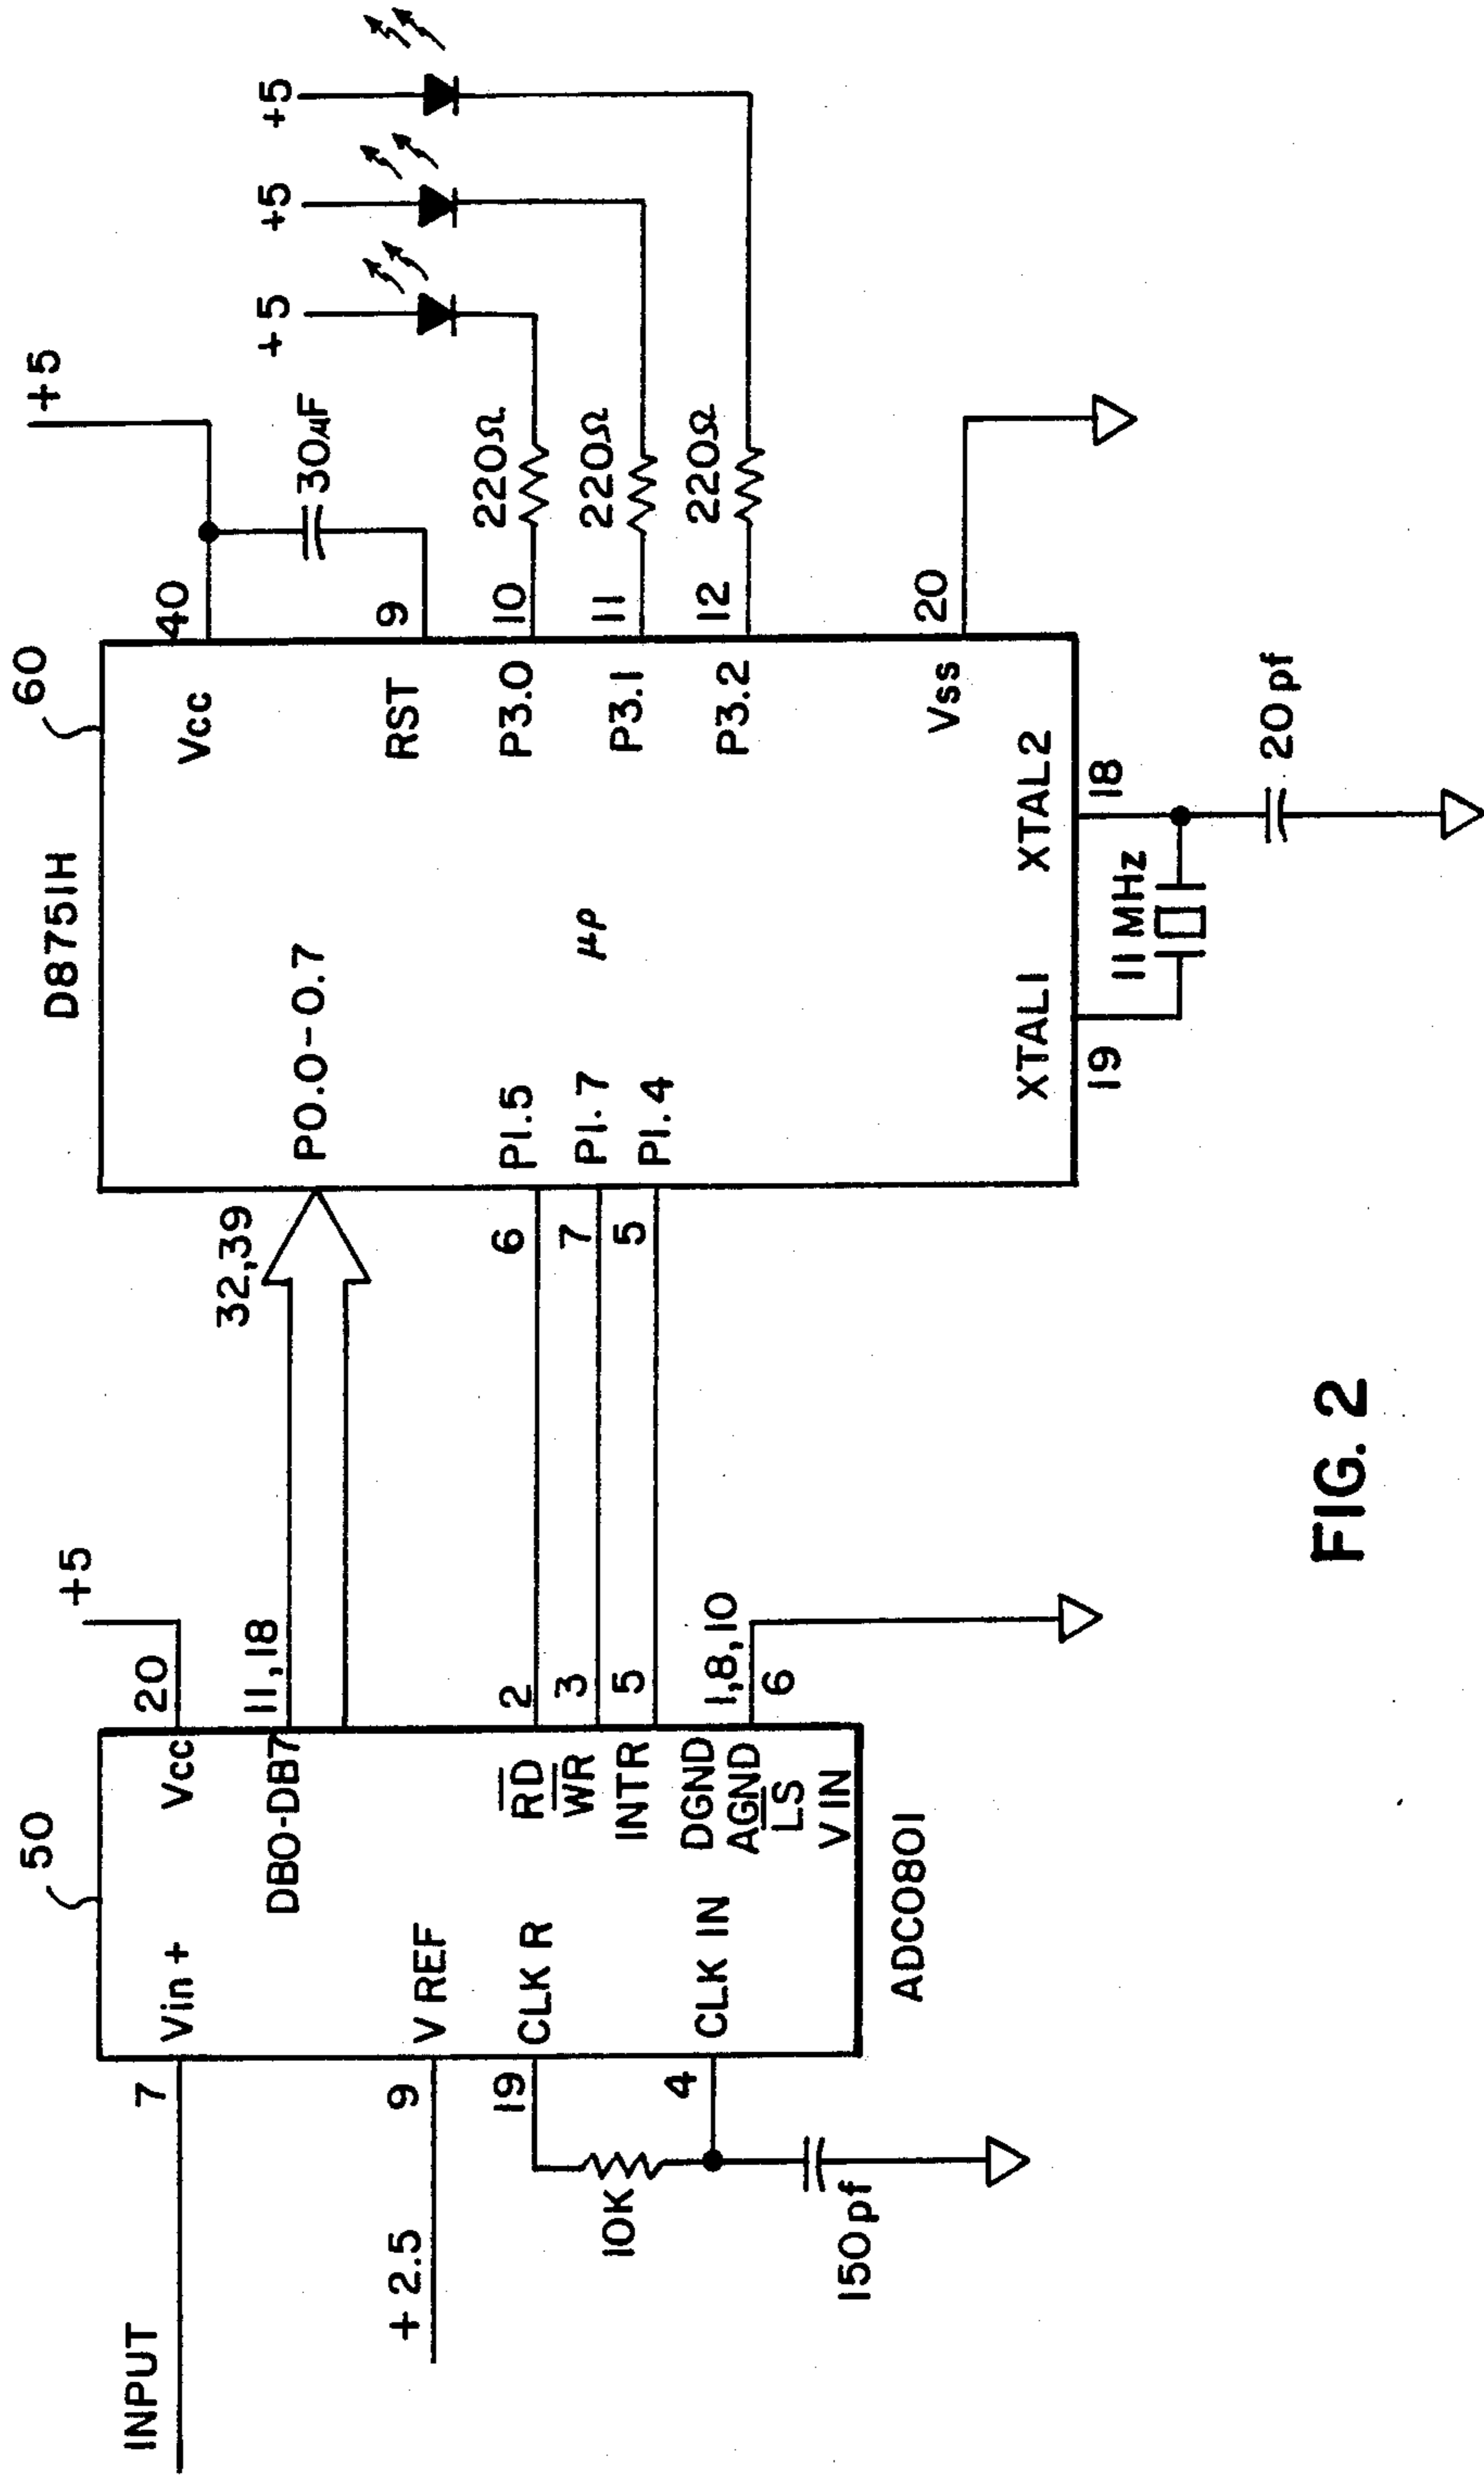 INPUT
7
Vin+
50
Vcc
20
+5
DB0-DB7
11,18
+2.5
9
V REF
10K
19
CLK R
150pf
4
CLK IN
RD
2
WR
3
INTR
5
DGND
1,8,10
AGND
6
LS
V IN
ADC0801
32,39
P0.0-0.7
6
P1.5
7
P1.7
5
P1.4
D8751H
60
μp
Vcc
40
+5
RST
9
30μF
P3.0
10
220Ω
+5
P3.1
11
220Ω
+5
P3.2
12
220Ω
+5
Vss
20
XTAL1
19
11 MHz
XTAL2
18
20pf
FIG. 2